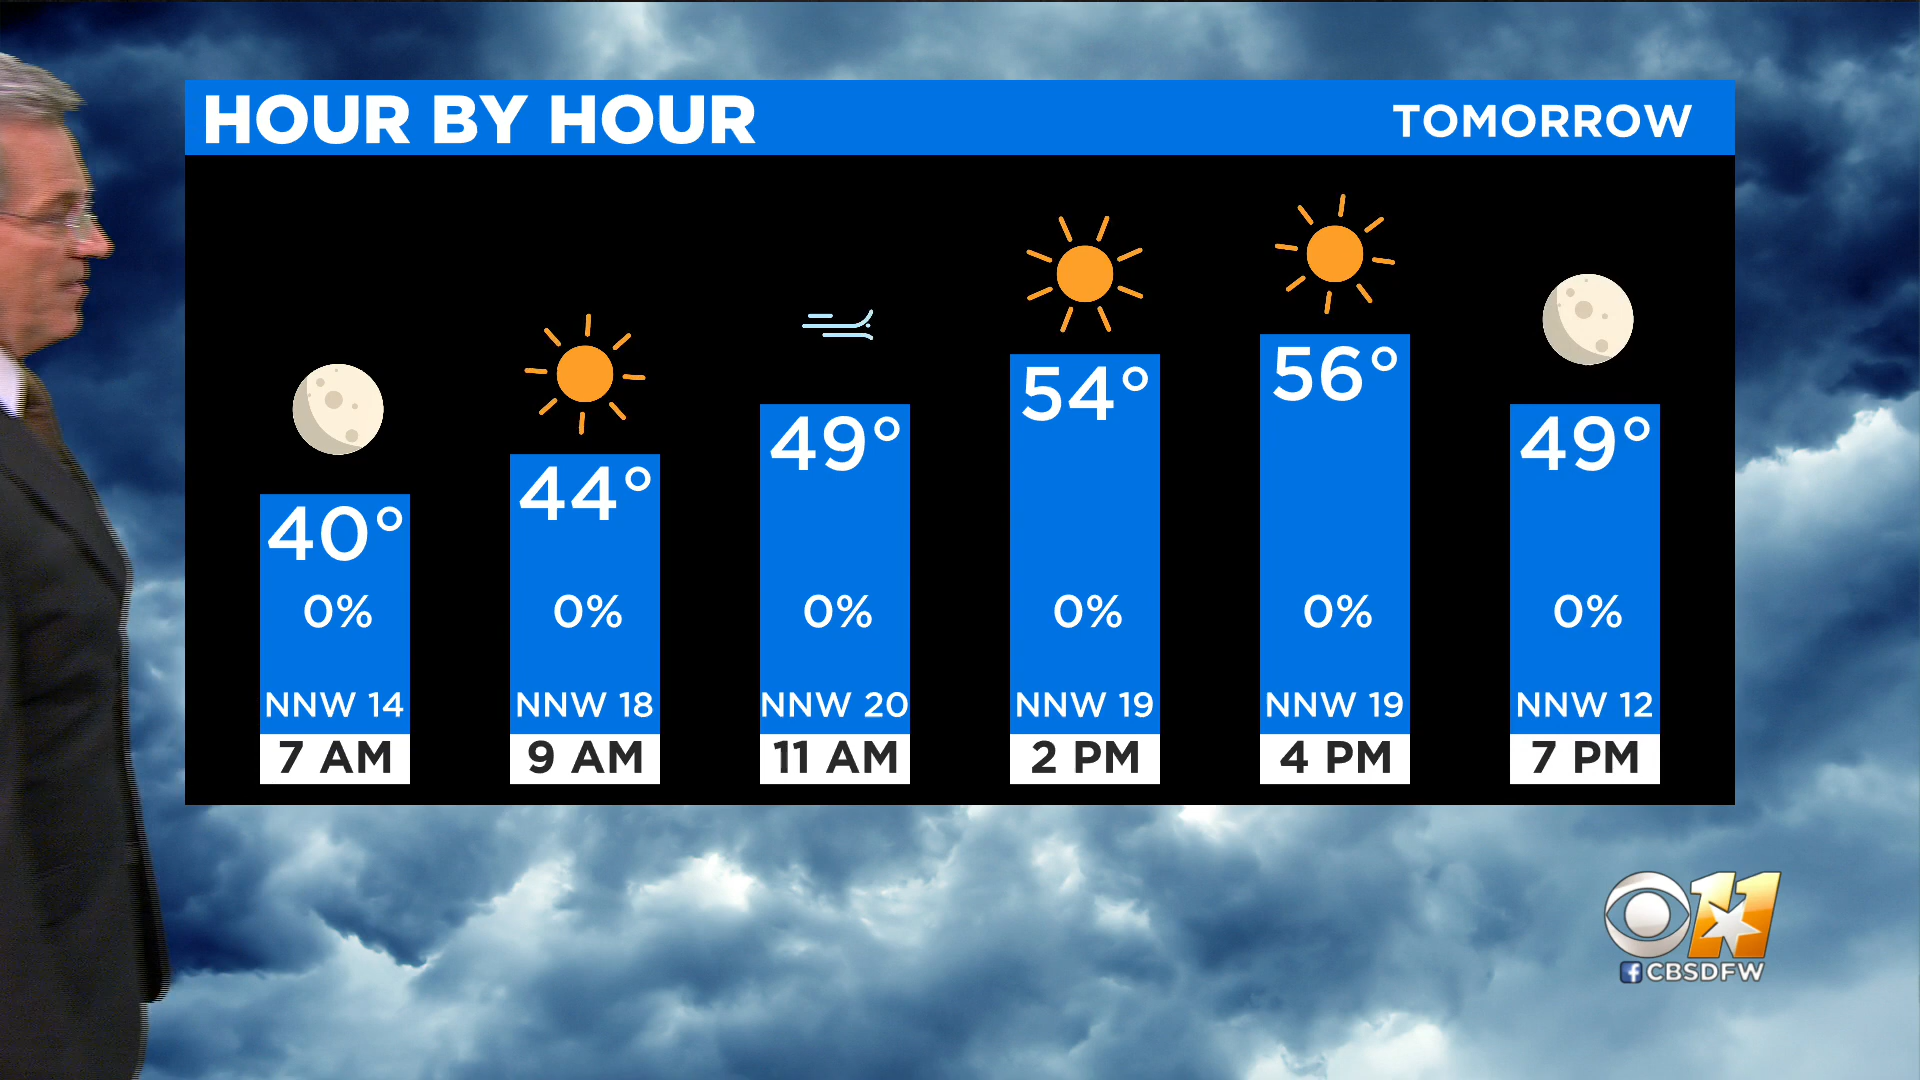 HOUR BY HOUR
TOMORROW
40° 44° 49° 54° 56° 49°
0% 0% 0% 0% 0% 0%
NNW 14 NNW 18 NNW 20 NNW 19 NNW 19 NNW 12
7 AM 9 AM 11 AM 2 PM 4 PM 7 PM
11
f CBSDFW